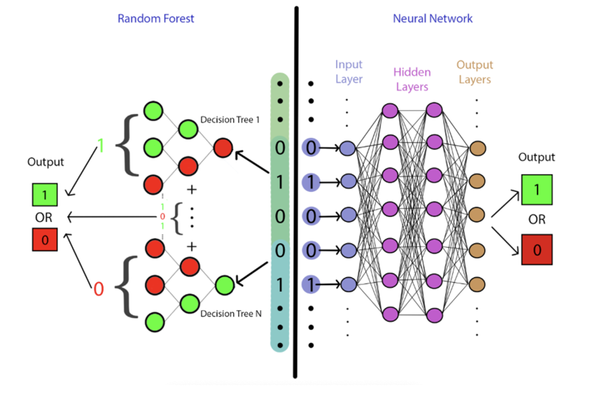 Random Forest
Neural Network
Input
Layer
Hidden
Layers
Output
Layers
Decision Tree 1
1
+
0
+
0
Decision Tree N
Output
1
OR
0
0
1
0
0
1
0
1
0
0
1
Output
1
OR
0